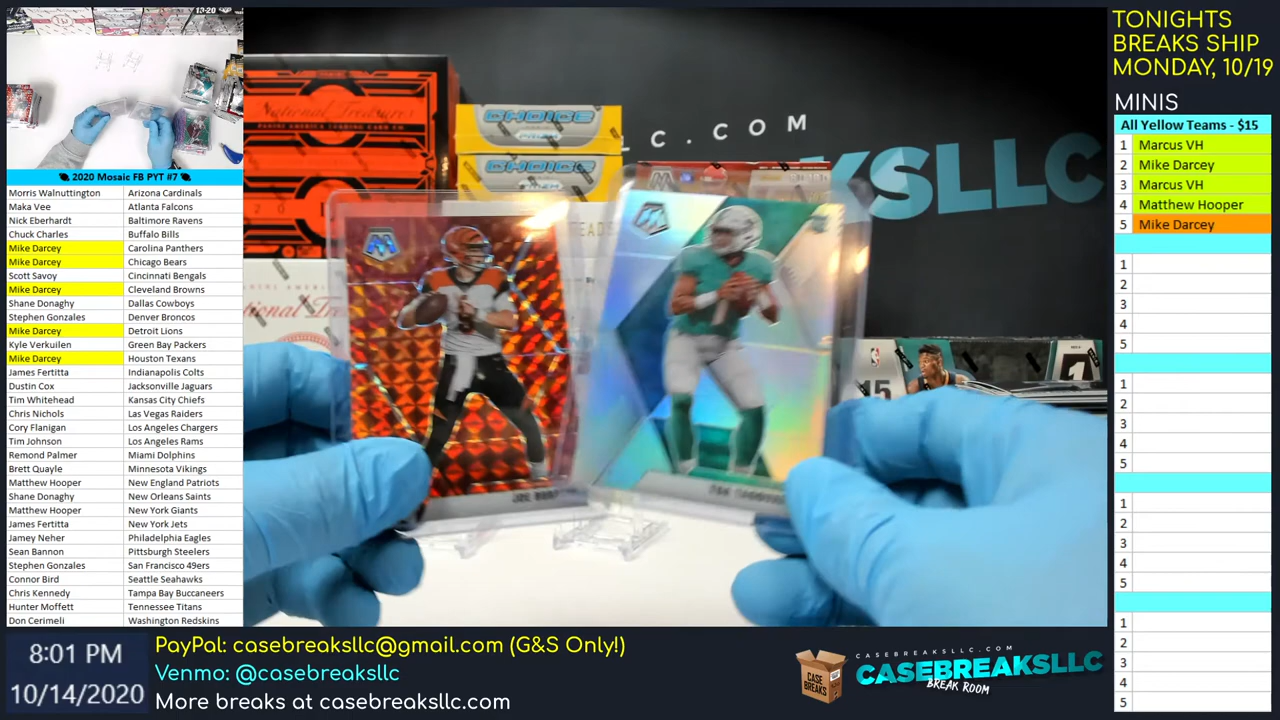 2020 Mosaic FB PYT #7
Morris Walnuttington Arizona Cardinals
Maka Vee Atlanta Falcons
Nick Eberhardt Baltimore Ravens
Chuck Charles Buffalo Bills
Mike Darcey Carolina Panthers
Mike Darcey Chicago Bears
Scott Savoy Cincinnati Bengals
Mike Darcey Cleveland Browns
Shane Donaghy Dallas Cowboys
Stephen Gonzales Denver Broncos
Mike Darcey Detroit Lions
Kyle Verkuilen Green Bay Packers
Mike Darcey Houston Texans
James Fertitta Indianapolis Colts
Dustin Cox Jacksonville Jaguars
Tim Whitehead Kansas City Chiefs
Chris Nichols Las Vegas Raiders
Cory Flanigan Los Angeles Chargers
Tim Johnson Los Angeles Rams
Remond Palmer Miami Dolphins
Brett Quayle Minnesota Vikings
Matthew Hooper New England Patriots
Shane Donaghy New Orleans Saints
Matthew Hooper New York Giants
James Fertitta New York Jets
Jamey Neher Philadelphia Eagles
Sean Bannon Pittsburgh Steelers
Stephen Gonzales San Francisco 49ers
Connor Bird Seattle Seahawks
Chris Kennedy Tampa Bay Buccaneers
Hunter Moffett Tennessee Titans
Don Cerimeli Washington Redskins
National Treasures
CHOICE
CHOICE
L C . C O M
KSLLC
TONIGHTS
BREAKS SHIP
MONDAY, 10/19
MINIS
All Yellow Teams - $15
1 Marcus VH
2 Mike Darcey
3 Marcus VH
4 Matthew Hooper
5 Mike Darcey
1
2
3
4
5
1
2
3
4
5
1
2
3
4
5
1
2
3
4
5
8:01 PM
10/14/2020
PayPal: casebreaksllc@gmail.com (G&S Only!)
Venmo: @casebreaksllc
More breaks at casebreaksllc.com
CASE
BREAKS
CASEBREAKSLLC.COM
CASEBREAKSLLC
BREAK ROOM